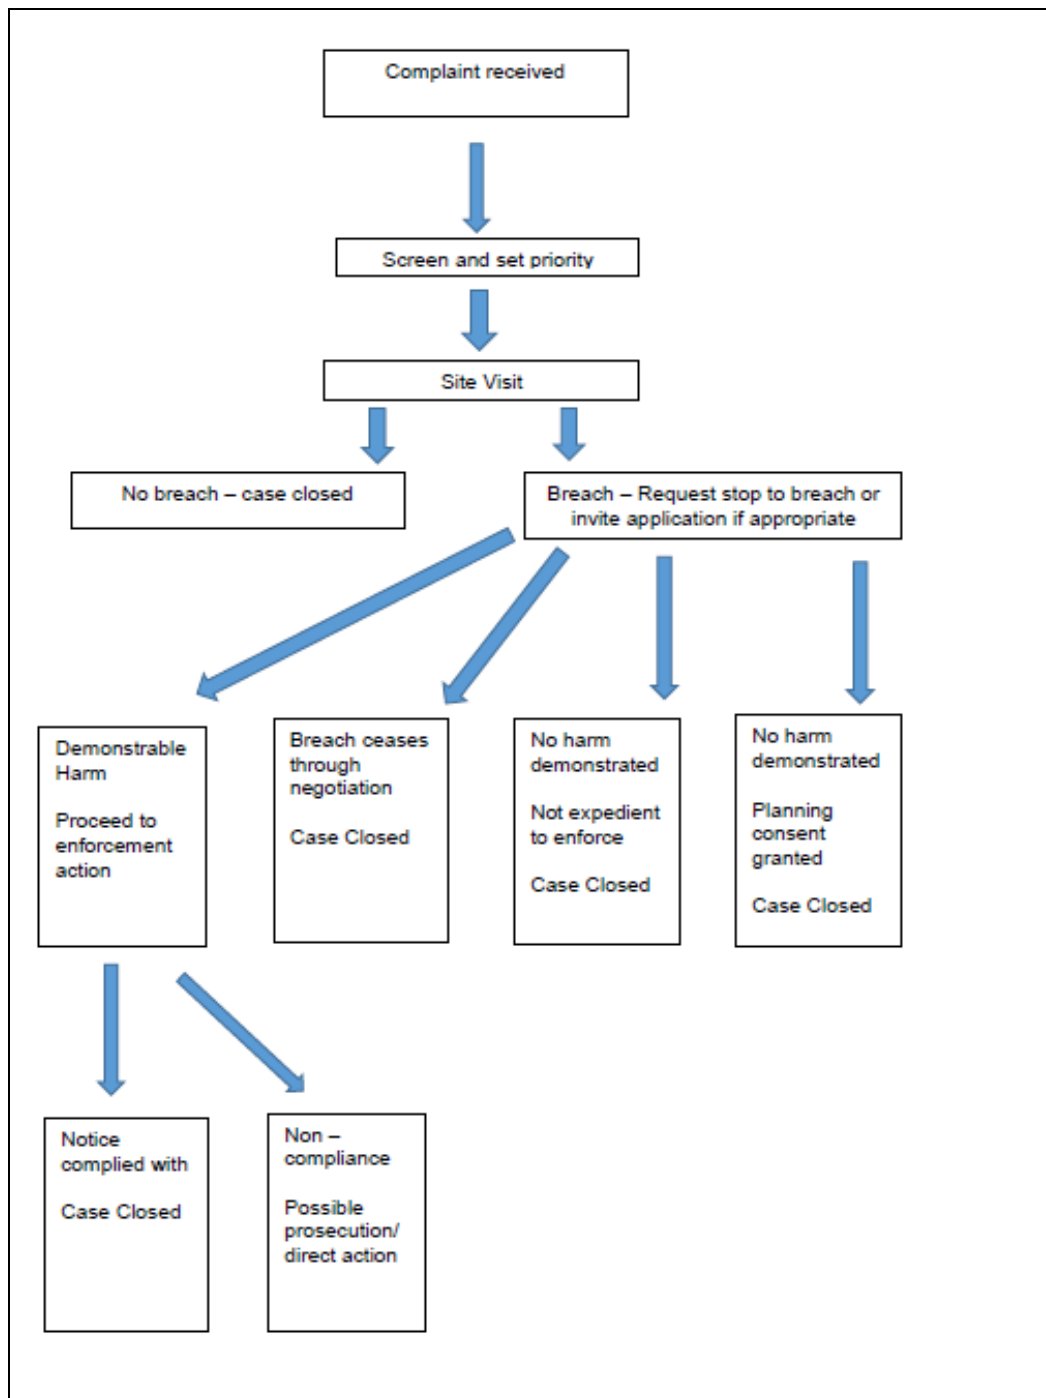 Complaint received
Screen and set priority
Site Visit
No breach – case closed
Breach – Request stop to breach or
invite application if appropriate
Demonstrable
Harm
Proceed to
enforcement
action
Breach ceases
through
negotiation
Case Closed
No harm
demonstrated
Not expedient
to enforce
Case Closed
No harm
demonstrated
Planning
consent
granted
Case Closed
Notice
complied with
Case Closed
Non –
compliance
Possible
prosecution/
direct action